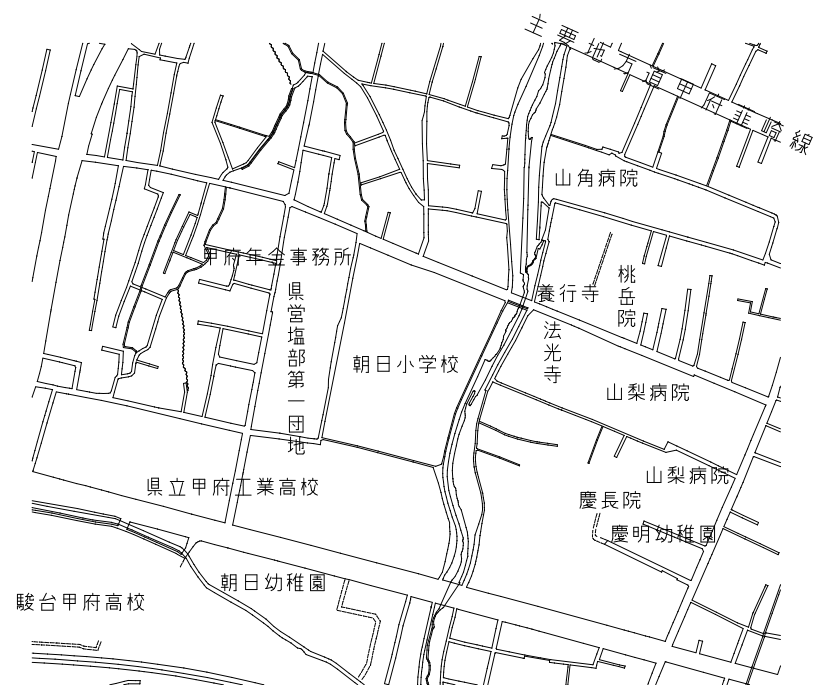 主要地方道甲府韮崎線
山角病院
甲府年金事務所
桃岳院
養行寺
県営塩部第一団地
法光寺
朝日小学校
山梨病院
山梨病院
県立甲府工業高校
慶長院
慶明幼稚園
朝日幼稚園
駿台甲府高校